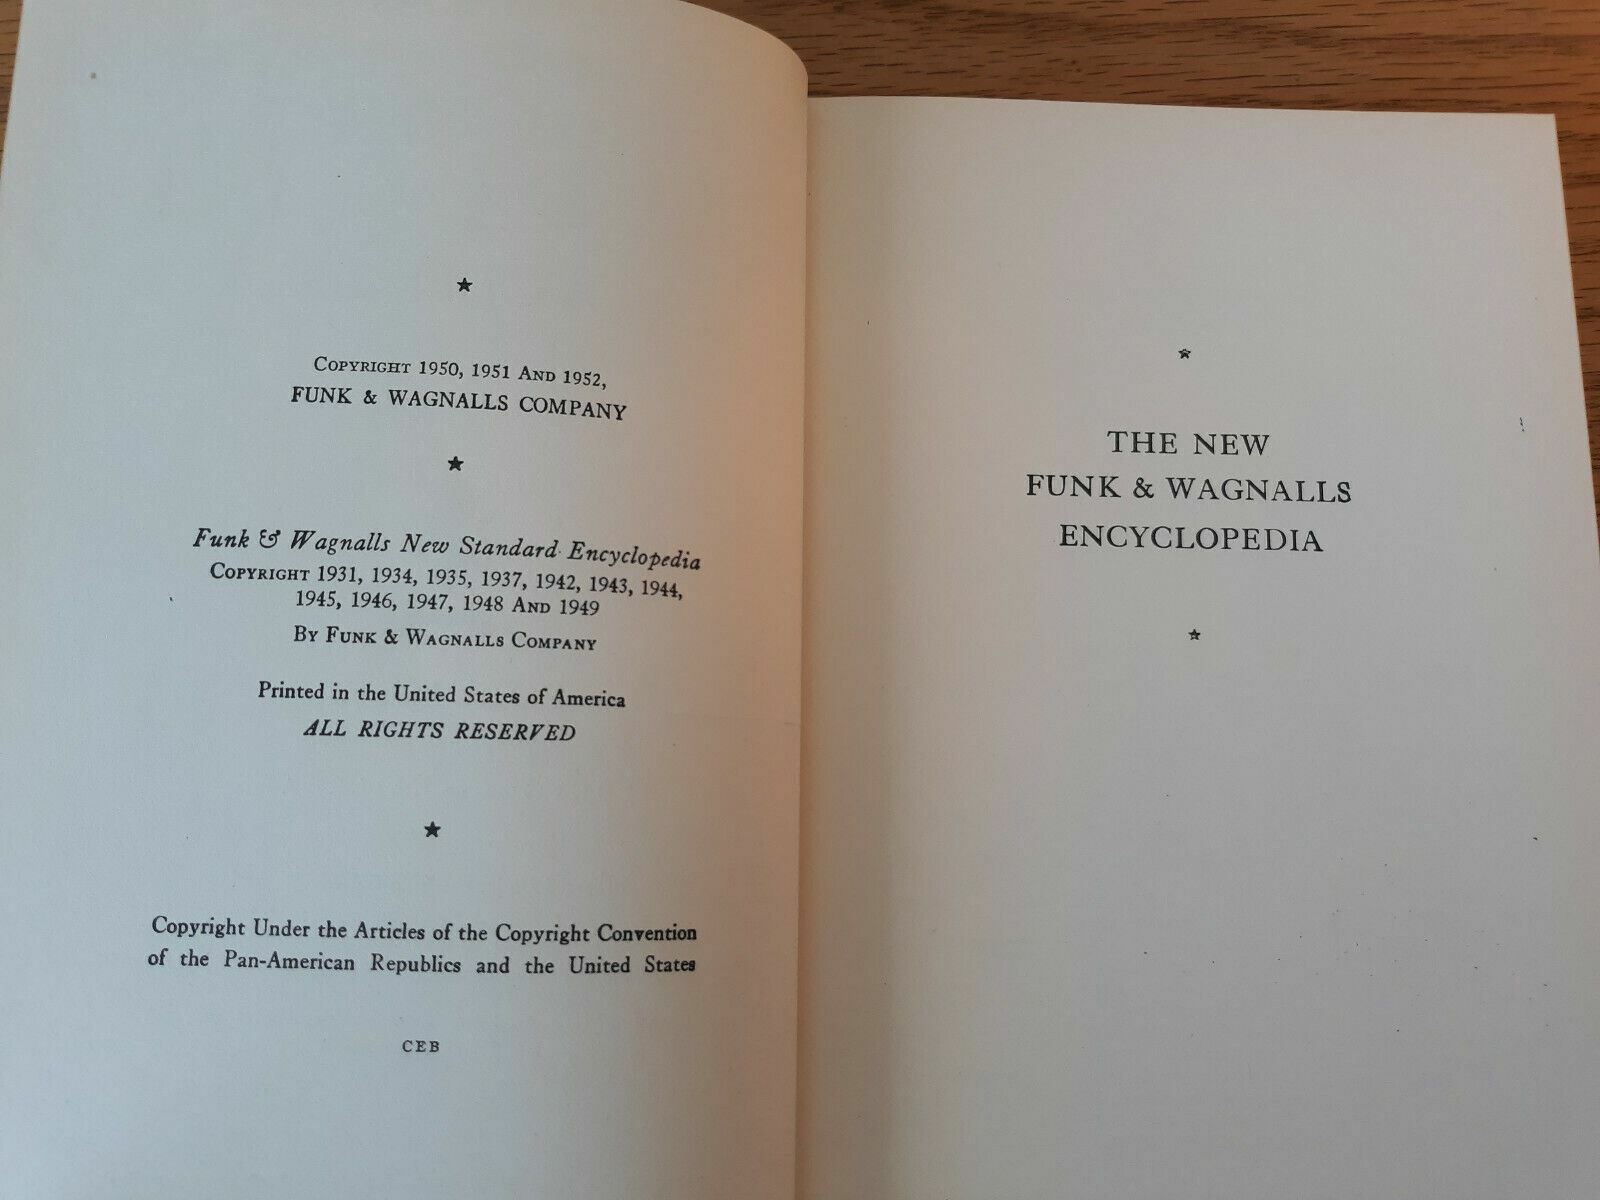 Copyright 1950, 1951 And 1952,
FUNK & WAGNALLS COMPANY
Funk & Wagnalls New Standard Encyclopedia
Copyright 1931, 1934, 1935, 1937, 1942, 1943, 1944,
1945, 1946, 1947, 1948 And 1949
By Funk & Wagnalls Company
Printed in the United States of America
ALL RIGHTS RESERVED
Copyright Under the Articles of the Copyright Convention
of the Pan-American Republics and the United States
CEB
THE NEW
FUNK & WAGNALLS
ENCYCLOPEDIA